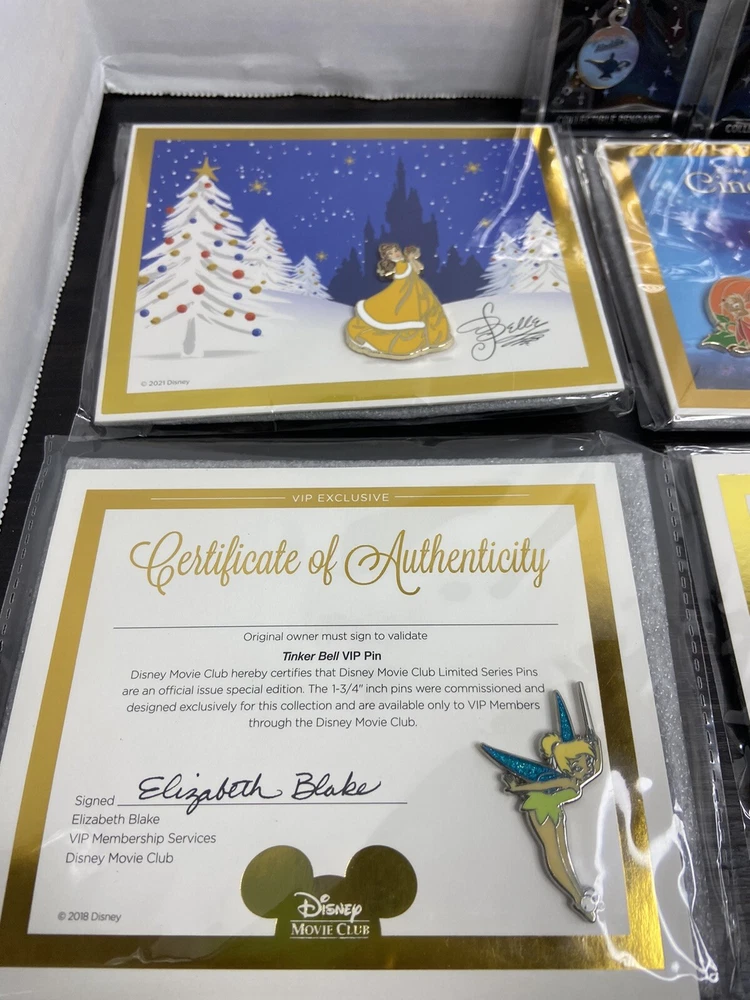 Aladdin
COLLECTIBLE PENDANT
Belle
© 2021 Disney
VIP EXCLUSIVE
Certificate of Authenticity
Original owner must sign to validate
Tinker Bell VIP Pin
Disney Movie Club hereby certifies that Disney Movie Club Limited Series Pins
are an official issue special edition. The 1-3/4" inch pins were commissioned and
designed exclusively for this collection and are available only to VIP Members
through the Disney Movie Club.
Signed Elizabeth Blake
Elizabeth Blake
VIP Membership Services
Disney Movie Club
© 2018 Disney
DISNEY
MOVIE CLUB